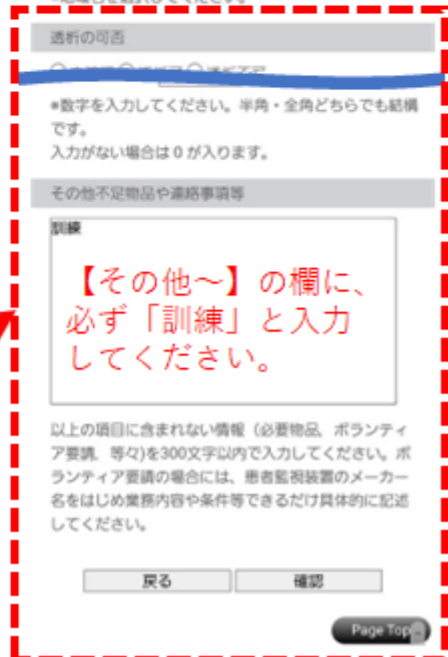 透析の可否
*数字を入力してください。半角・全角どちらでも結構
です。
入力がない場合は0が入ります。
その他不足物品や連絡事項等
訓練
【その他～】の欄に、
必ず「訓練」と入力
してください。
以上の項目に含まれない情報（必要物品、ボランティ
ア要請、等々)を300文字以内で入力してください。ボ
ランティア要請の場合には、患者監視装置のメーカー
名をはじめ業務内容や条件等できるだけ具体的に記述
してください。
戻る
確認
Page Top